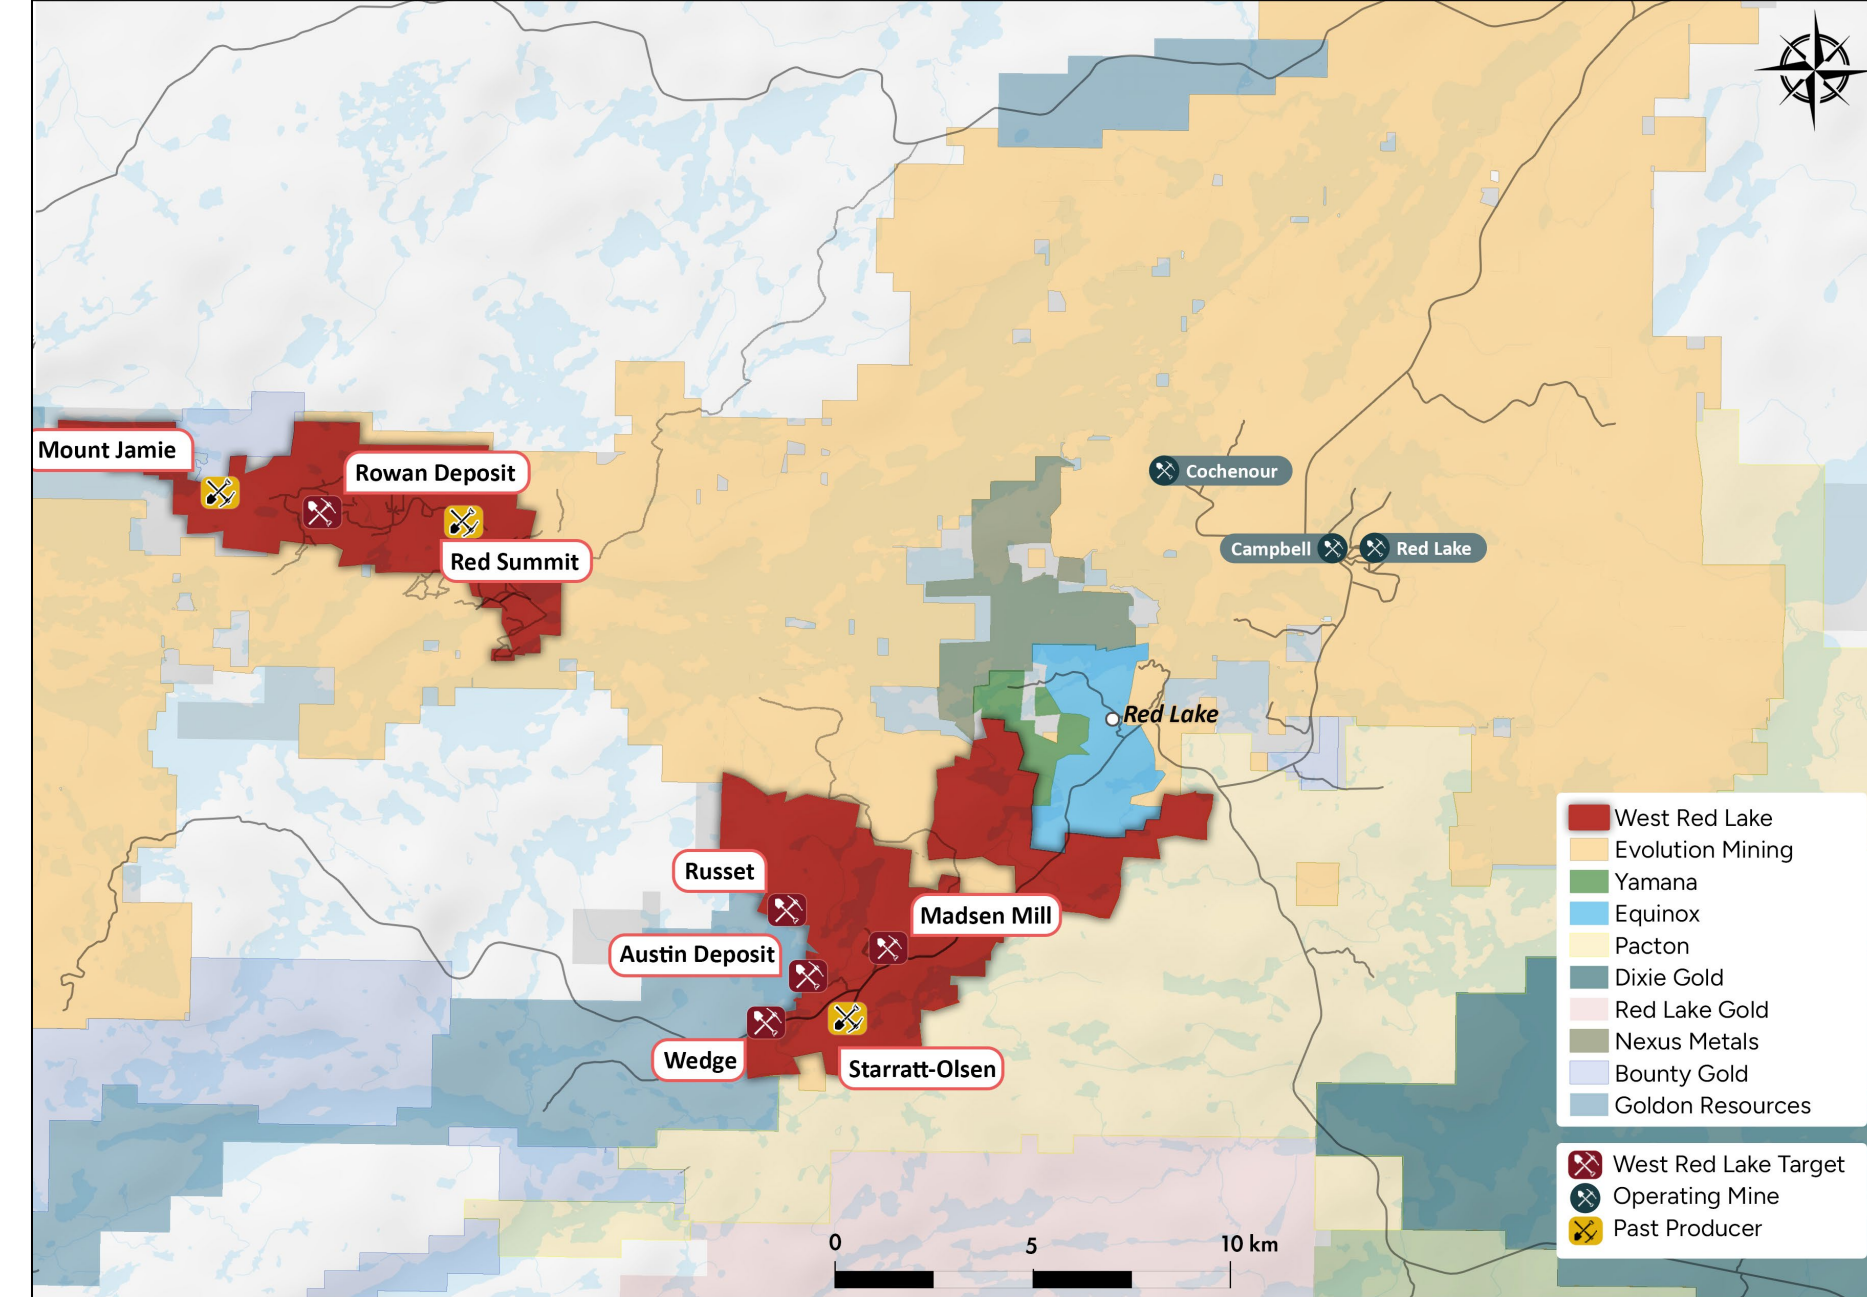 Mount Jamie
Rowan Deposit
Red Summit
Cochenour
Campbell
Red Lake
Red Lake
Russet
Madsen Mill
Austin Deposit
Wedge
Starratt-Olsen
West Red Lake
Evolution Mining
Yamana
Equinox
Pacton
Dixie Gold
Red Lake Gold
Nexus Metals
Bounty Gold
Goldon Resources
West Red Lake Target
Operating Mine
Past Producer
0 5 10 km